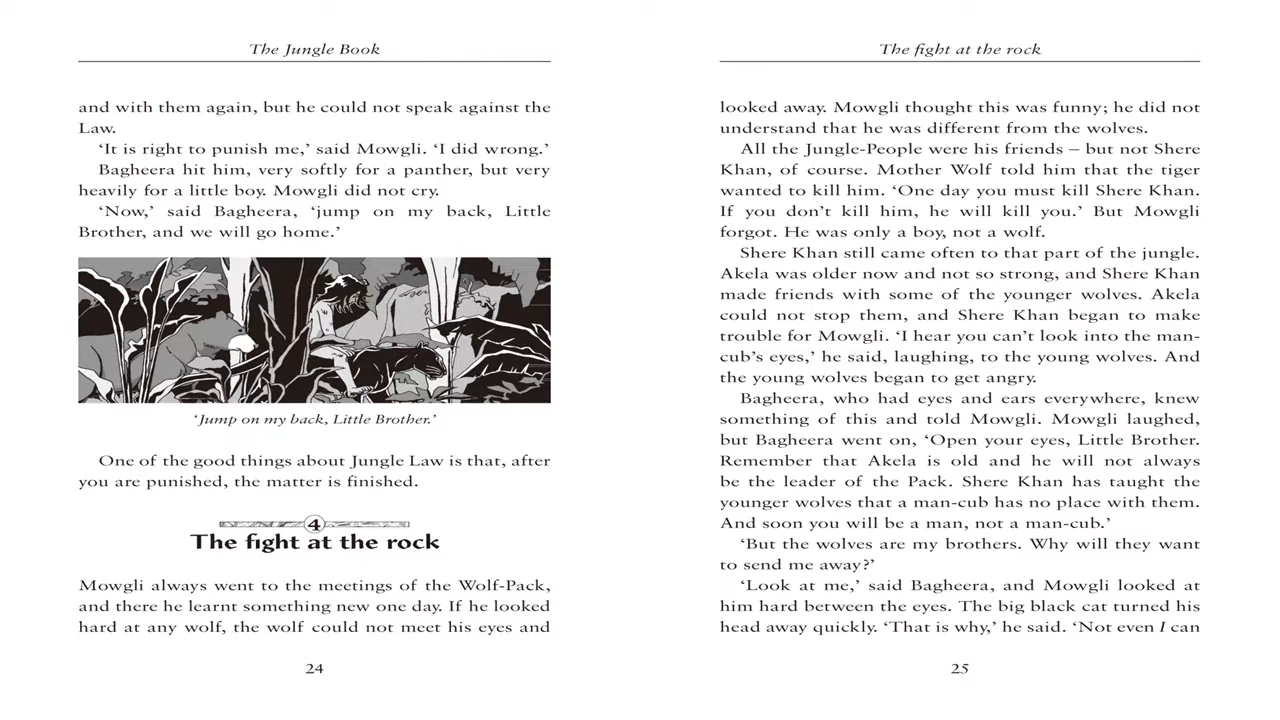 The Jungle Book
and with them again, but he could not speak against the
Law.
‘It is right to punish me,’ said Mowgli. ‘I did wrong.’
Bagheera hit him, very softly for a panther, but very
heavily for a little boy. Mowgli did not cry.
‘Now,’ said Bagheera, ‘jump on my back, Little
Brother, and we will go home.’
‘Jump on my back, Little Brother.’
One of the good things about Jungle Law is that, after
you are punished, the matter is finished.
4
The fight at the rock
Mowgli always went to the meetings of the Wolf-Pack,
and there he learnt something new one day. If he looked
hard at any wolf, the wolf could not meet his eyes and
24
The fight at the rock
looked away. Mowgli thought this was funny; he did not
understand that he was different from the wolves.
All the Jungle-People were his friends – but not Shere
Khan, of course. Mother Wolf told him that the tiger
wanted to kill him. ‘One day you must kill Shere Khan.
If you don’t kill him, he will kill you.’ But Mowgli
forgot. He was only a boy, not a wolf.
Shere Khan still came often to that part of the jungle.
Akela was older now and not so strong, and Shere Khan
made friends with some of the younger wolves. Akela
could not stop them, and Shere Khan began to make
trouble for Mowgli. ‘I hear you can’t look into the man-
cub’s eyes,’ he said, laughing, to the young wolves. And
the young wolves began to get angry.
Bagheera, who had eyes and ears everywhere, knew
something of this and told Mowgli. Mowgli laughed,
but Bagheera went on, ‘Open your eyes, Little Brother.
Remember that Akela is old and he will not always
be the leader of the Pack. Shere Khan has taught the
younger wolves that a man-cub has no place with them.
And soon you will be a man, not a man-cub.’
‘But the wolves are my brothers. Why will they want
to send me away?’
‘Look at me,’ said Bagheera, and Mowgli looked at
him hard between the eyes. The big black cat turned his
head away quickly. ‘That is why,’ he said. ‘Not even I can
25